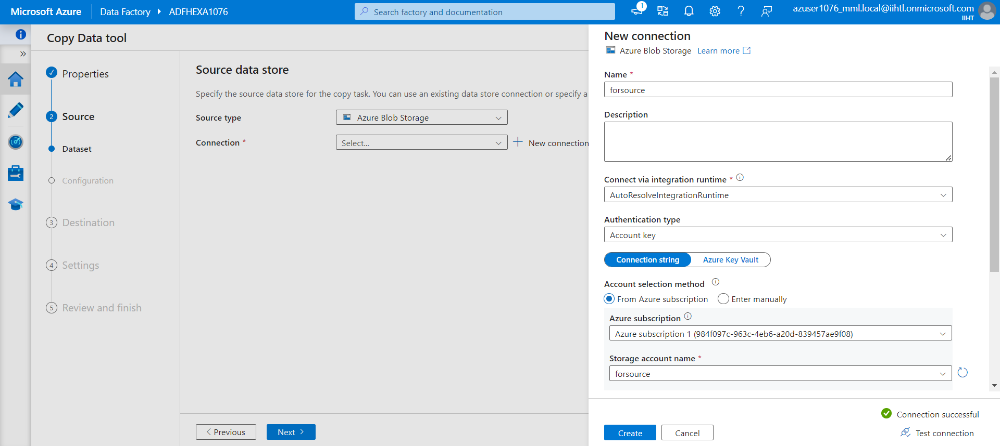 Microsoft Azure
Data Factory
ADFHEXA1076
Search factory and documentation
1
azuser1076_mml.local@iihtl.onmicrosoft.com
IIHT
Copy Data tool
Properties
2 Source
Dataset
Configuration
3 Destination
4 Settings
5 Review and finish
Source data store
Specify the source data store for the copy task. You can use an existing data store connection or specify a
Source type
Azure Blob Storage
Connection *
Select...
New connection
Previous
Next
New connection
Azure Blob Storage Learn more
Name *
forsource
Description
Connect via integration runtime *
AutoResolveIntegrationRuntime
Authentication type
Account key
Connection string
Azure Key Vault
Account selection method
From Azure subscription
Enter manually
Azure subscription
Azure subscription 1 (984f097c-963c-4eb6-a20d-839457ae9f08)
Storage account name *
forsource
Connection successful
Create
Cancel
Test connection